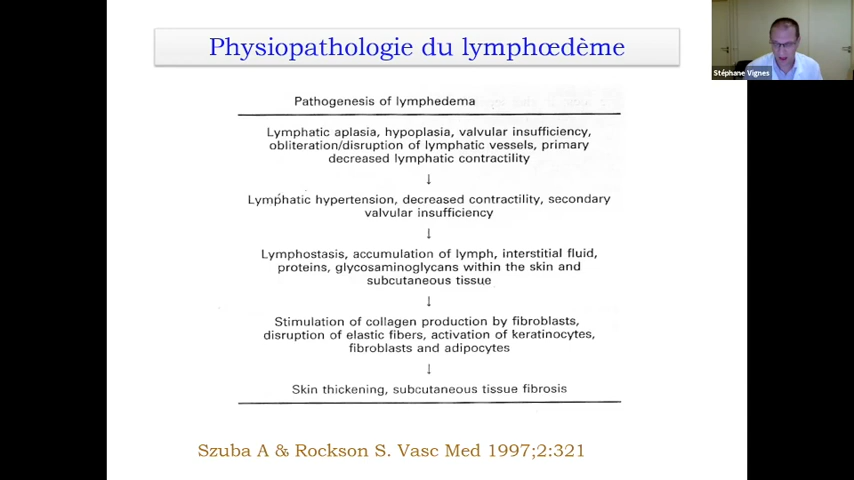 Physiopathologie du lymphœdème
Stéphane Vignes
Pathogenesis of lymphedema
Lymphatic aplasia, hypoplasia, valvular insufficiency,
obliteration/disruption of lymphatic vessels, primary
decreased lymphatic contractility
↓
Lymphatic hypertension, decreased contractility, secondary
valvular insufficiency
↓
Lymphostasis, accumulation of lymph, interstitial fluid,
proteins, glycosaminoglycans within the skin and
subcutaneous tissue
↓
Stimulation of collagen production by fibroblasts,
disruption of elastic fibers, activation of keratinocytes,
fibroblasts and adipocytes
↓
Skin thickening, subcutaneous tissue fibrosis
Szuba A & Rockson S. Vasc Med 1997;2:321